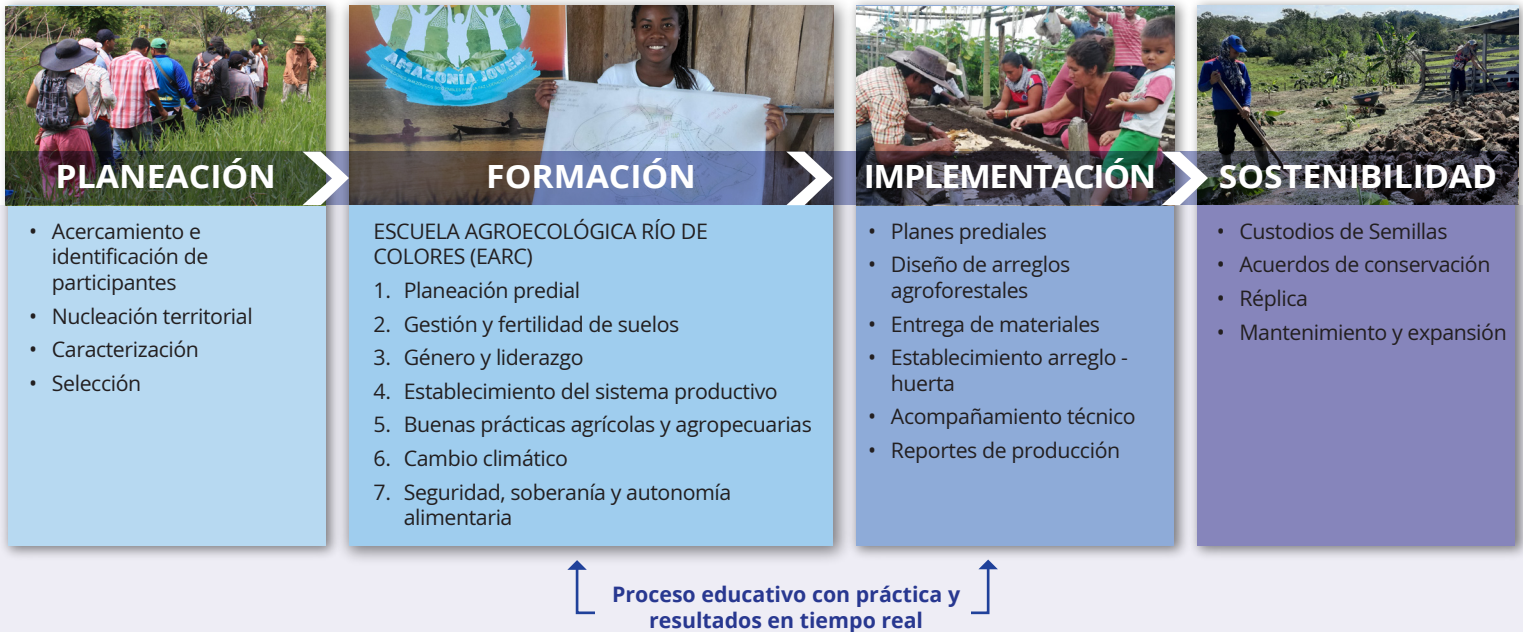 AMAZONIA JOVEN
PLANEACIÓN
FORMACIÓN
IMPLEMENTACIÓN
SOSTENIBILIDAD
• Acercamiento e
identificación de
participantes
• Nucleación territorial
• Caracterización
• Selección
ESCUELA AGROECOLÓGICA RÍO DE
COLORES (EARC)
1. Planeación predial
2. Gestión y fertilidad de suelos
3. Género y liderazgo
4. Establecimiento del sistema productivo
5. Buenas prácticas agrícolas y agropecuarias
6. Cambio climático
7. Seguridad, soberanía y autonomía
alimentaria
• Planes prediales
• Diseño de arreglos
agroforestales
• Entrega de materiales
• Establecimiento arreglo -
huerta
• Acompañamiento técnico
• Reportes de producción
• Custodios de Semillas
• Acuerdos de conservación
• Réplica
• Mantenimiento y expansión
Proceso educativo con práctica y
resultados en tiempo real